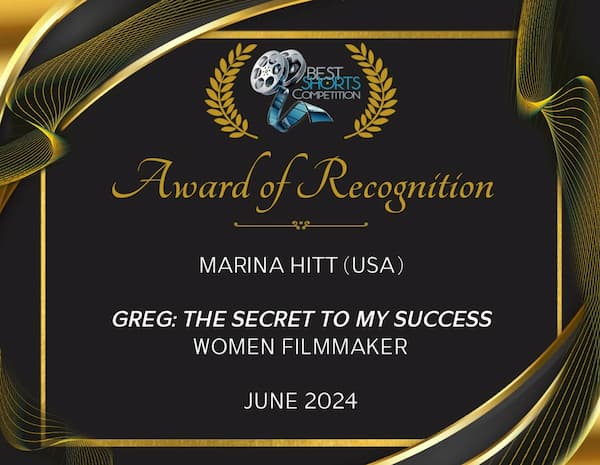 BEST
SHORTS
COMPETITION
Award of Recognition
MARINA HITT (USA)
GREG: THE SECRET TO MY SUCCESS
WOMEN FILMMAKER
JUNE 2024